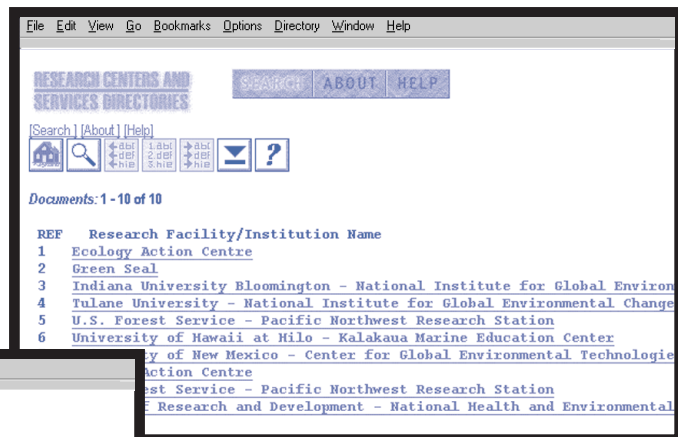 File Edit View Go Bookmarks Options Directory Window Help
RESEARCH CENTERS AND
SERVICES DIRECTORIES
SEARCH ABOUT HELP
[Search ] [About] [Help]
Documents: 1 - 10 of 10
REF Research Facility/Institution Name
1 Ecology Action Centre
2 Green Seal
3 Indiana University Bloomington - National Institute for Global Environ
4 Tulane University - National Institute for Global Environmental Change
5 U.S. Forest Service - Pacific Northwest Research Station
6 University of Hawaii at Hilo - Kalakaua Marine Education Center
ty of New Mexico - Center for Global Environmental Technologie
Action Centre
est Service - Pacific Northwest Research Station
f Research and Development - National Health and Environmental